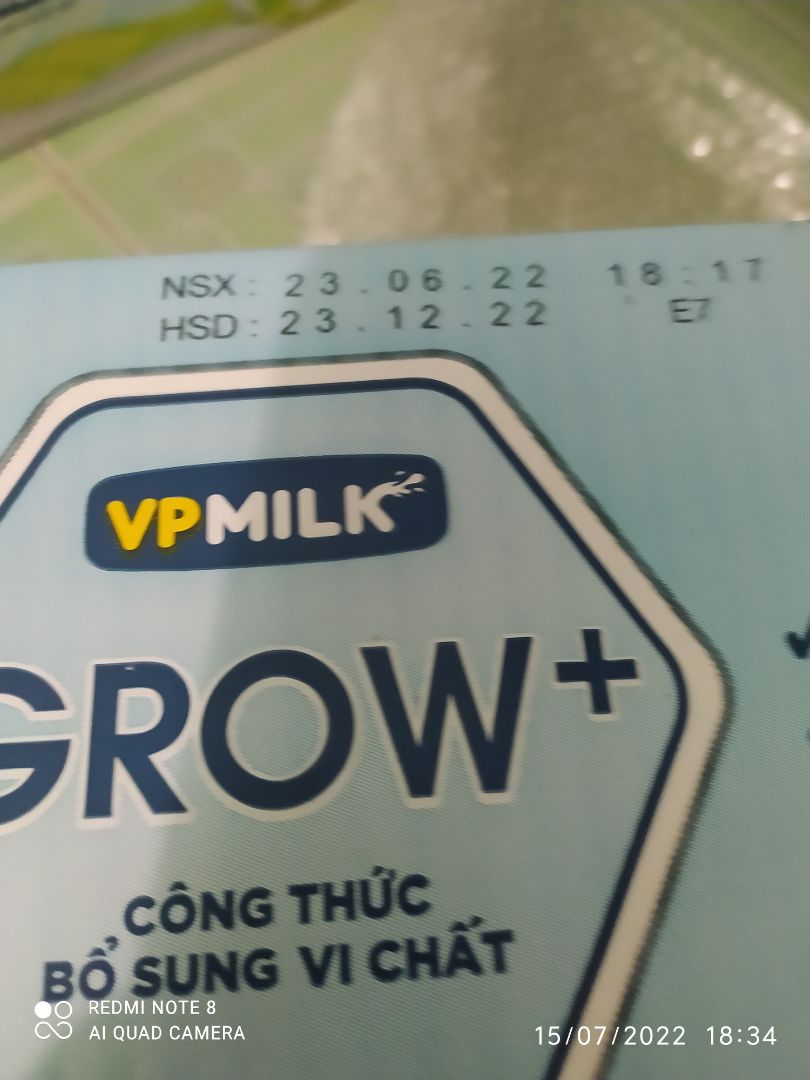 NSX: 23.06.22 18:17
HSD: 23.12.22 E7
VPMILK
GROW+
CÔNG THỨC
BỔ SUNG VI CHẤT
REDMI NOTE 8
AI QUAD CAMERA
15/07/2022 18:34